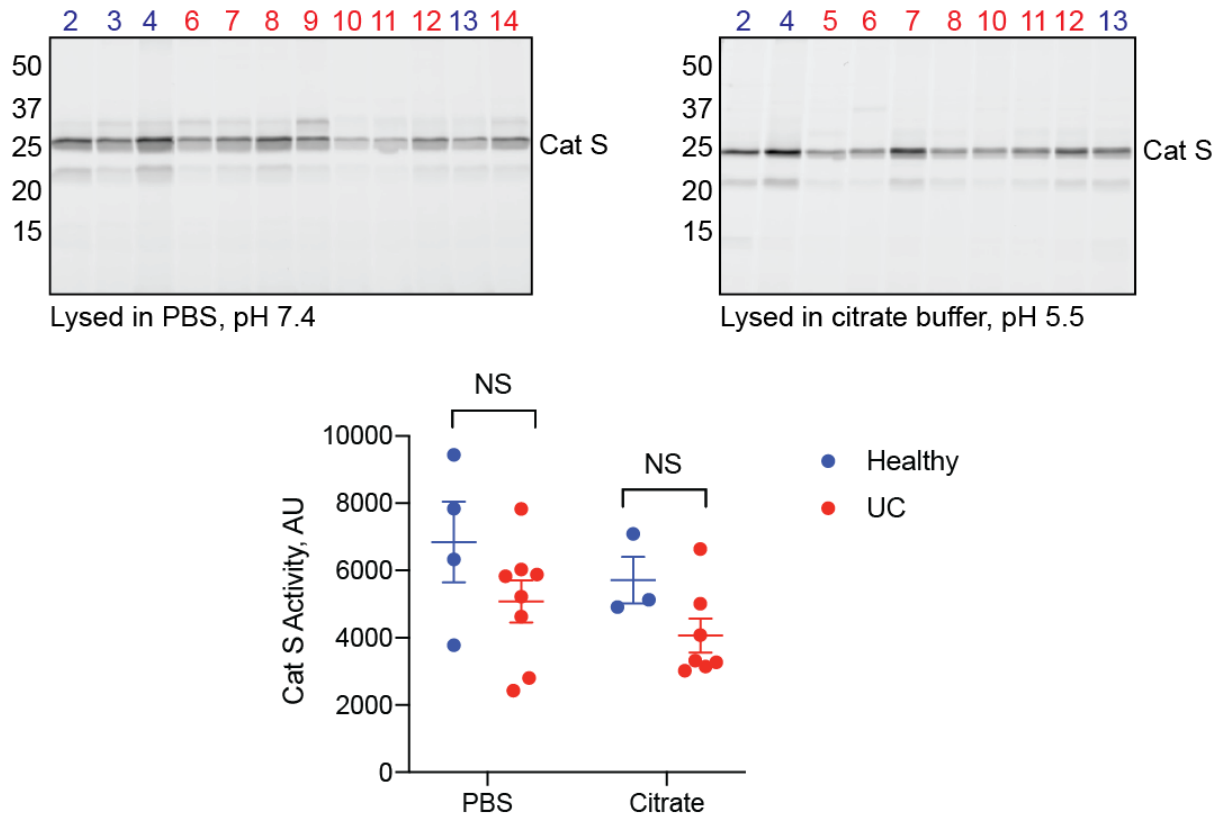 2 3 4 6 7 8 9 10 11 12 13 14
50
37
25
20
15
Cat S
Lysed in PBS, pH 7.4
2 4 5 6 7 8 10 11 12 13
50
37
25
20
15
Cat S
Lysed in citrate buffer, pH 5.5
NS
NS
10000
8000
6000
4000
2000
0
Cat S Activity, AU
PBS
Citrate
Healthy
UC